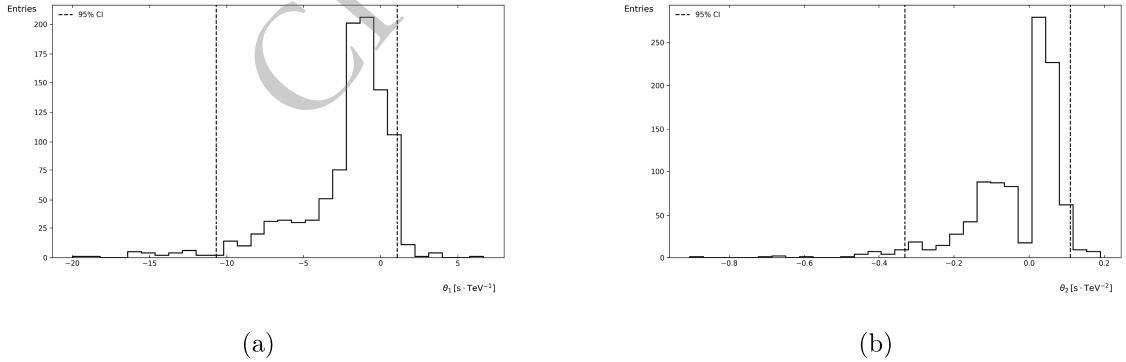 Entries
95% CI
200
175
150
125
100
75
50
25
0
−20 −15 −10 −5 0 5
θ₁ [s · TeV⁻¹]
(a)
Entries
95% CI
250
200
150
100
50
0
−0.8 −0.6 −0.4 −0.2 0.0 0.2
θ₂ [s · TeV⁻²]
(b)